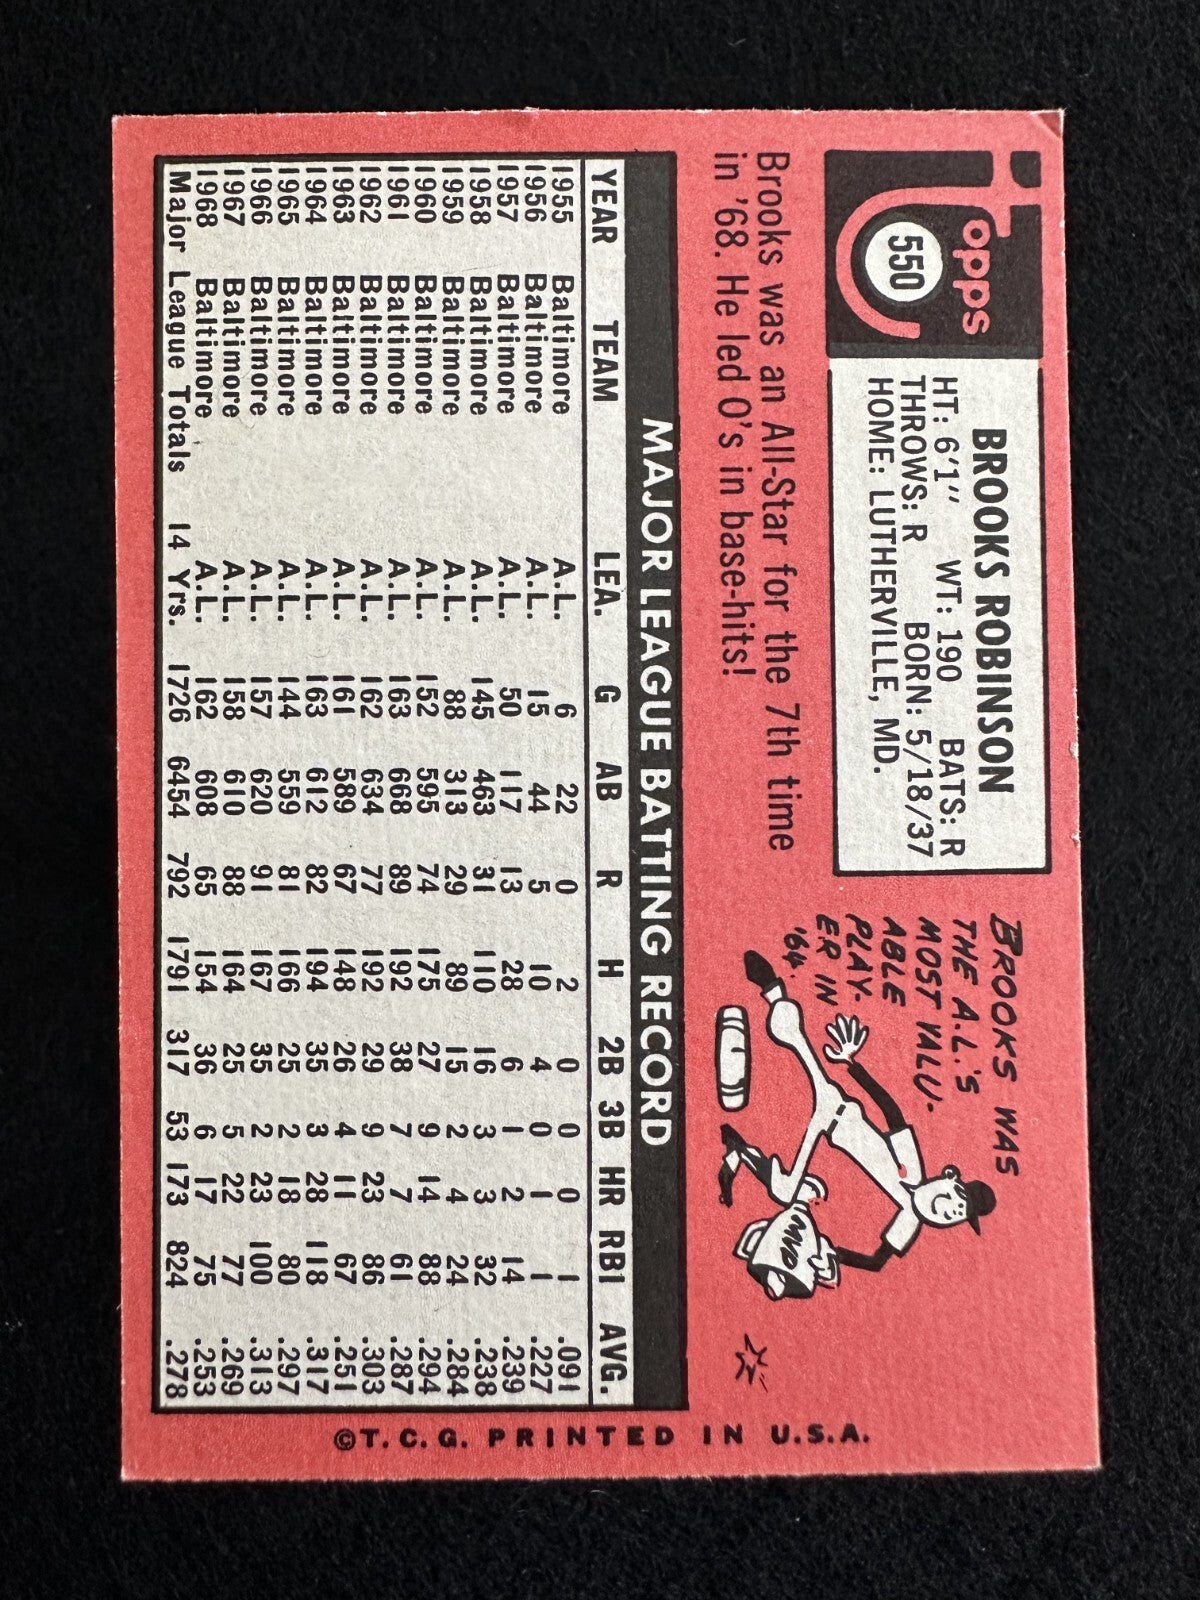 Topps
550
BROOKS ROBINSON
HT: 6'1" WT: 190 BATS: R
THROWS: R BORN: 5/18/37
HOME: LUTHERVILLE, MD.
BROOKS WAS
THE A.L.'S
MOST VALU-
ABLE
PLAY-
ER IN
'64.
MVP
Brooks was an All-Star for the 7th time
in '68. He led O's in base-hits!
MAJOR LEAGUE BATTING RECORD
YEAR TEAM LEA. G AB R H 2B 3B HR RBI AVG.
1955 Baltimore A.L. 6 22 0 2 0 0 0 1 .091
1956 Baltimore A.L. 15 44 5 10 4 0 1 1 .227
1957 Baltimore A.L. 50 117 13 28 6 1 2 14 .239
1958 Baltimore A.L. 145 463 31 110 16 3 3 32 .238
1959 Baltimore A.L. 88 313 29 89 15 2 4 24 .284
1960 Baltimore A.L. 152 595 74 175 27 9 14 88 .294
1961 Baltimore A.L. 163 668 89 192 38 7 7 61 .287
1962 Baltimore A.L. 162 634 77 192 29 9 23 86 .303
1963 Baltimore A.L. 161 589 67 148 26 4 11 67 .251
1964 Baltimore A.L. 163 612 82 194 35 3 28 118 .317
1965 Baltimore A.L. 144 559 81 166 25 2 18 80 .297
1966 Baltimore A.L. 157 620 91 167 35 2 23 100 .313
1967 Baltimore A.L. 158 610 88 164 25 5 22 77 .269
1968 Baltimore A.L. 162 608 65 154 36 6 17 75 .253
Major League Totals 14 Yrs. 1726 6454 792 1791 317 53 173 824 .278
©T.C.G. PRINTED IN U.S.A.